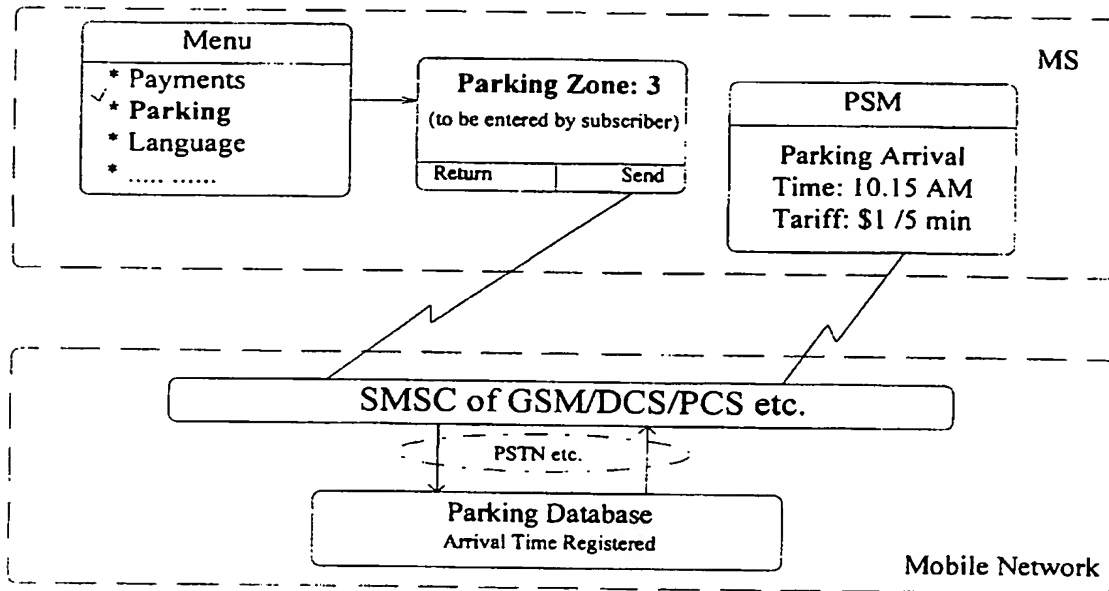 Menu
* Payments
* Parking
* Language
* ..... ......
Parking Zone: 3
(to be entered by subscriber)
Return Send
MS
PSM
Parking Arrival
Time: 10.15 AM
Tariff: $1 /5 min
SMSC of GSM/DCS/PCS etc.
PSTN etc.
Parking Database
Arrival Time Registered
Mobile Network